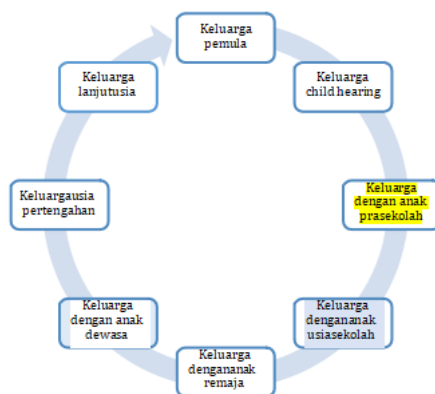 Keluarga
pemula
Keluarga
child hearing
Keluarga
dengan anak
prasekolah
Keluarga
dengananak
usiasekolah
Keluarga
dengananak
remaja
Keluarga
dengan anak
dewasa
Keluargausia
pertengahan
Keluarga
lanjutusia